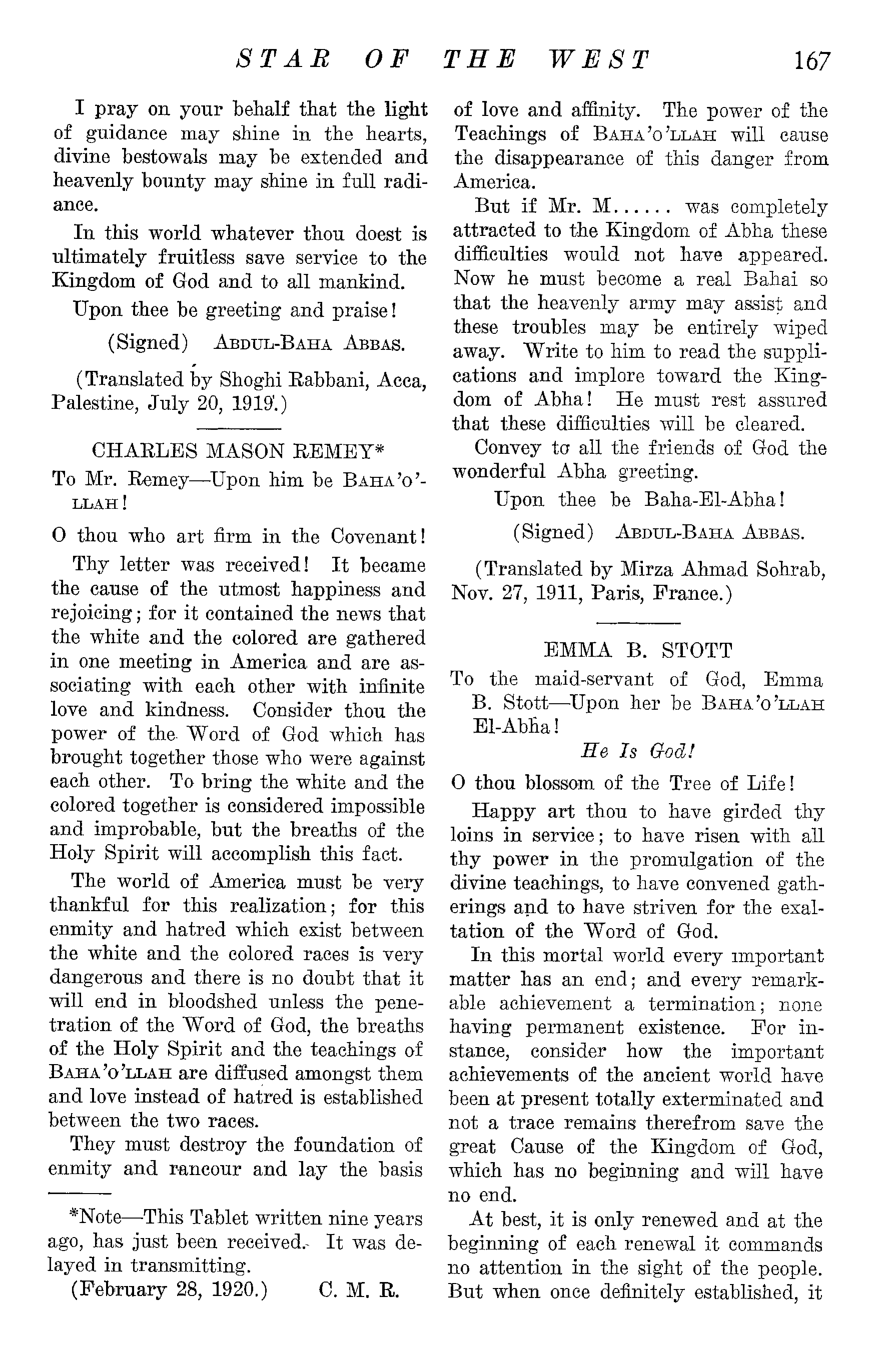 STAR OF THE WEST 167
I pray on your behalf that the light
of guidance may shine in the hearts,
divine bestowals may be extended and
heavenly bounty may shine in full radi-
ance.
In this world whatever thou doest is
ultimately fruitless save service to the
Kingdom of God and to all mankind.
Upon thee be greeting and praise!
(Signed) ABDUL-BAHA ABBAS.
(Translated by Shoghi Rabbani, Acca,
Palestine, July 20, 1919.)
CHARLES MASON REMEY*
To Mr. Remey—Upon him be BAHA'O'-
LLAH!
O thou who art firm in the Covenant!
Thy letter was received! It became
the cause of the utmost happiness and
rejoicing; for it contained the news that
the white and the colored are gathered
in one meeting in America and are as-
sociating with each other with infinite
love and kindness. Consider thou the
power of the Word of God which has
brought together those who were against
each other. To bring the white and the
colored together is considered impossible
and improbable, but the breaths of the
Holy Spirit will accomplish this fact.
The world of America must be very
thankful for this realization; for this
enmity and hatred which exist between
the white and the colored races is very
dangerous and there is no doubt that it
will end in bloodshed unless the pene-
tration of the Word of God, the breaths
of the Holy Spirit and the teachings of
BAHA'O'LLAH are diffused amongst them
and love instead of hatred is established
between the two races.
They must destroy the foundation of
enmity and rancour and lay the basis
*Note—This Tablet written nine years
ago, has just been received. It was de-
layed in transmitting.
(February 28, 1920.) C. M. R.
of love and affinity. The power of the
Teachings of BAHA'O'LLAH will cause
the disappearance of this danger from
America.
But if Mr. M...... was completely
attracted to the Kingdom of Abha these
difficulties would not have appeared.
Now he must become a real Bahai so
that the heavenly army may assist and
these troubles may be entirely wiped
away. Write to him to read the suppli-
cations and implore toward the King-
dom of Abha! He must rest assured
that these difficulties will be cleared.
Convey to all the friends of God the
wonderful Abha greeting.
Upon thee be Baha-El-Abha!
(Signed) ABDUL-BAHA ABBAS.
(Translated by Mirza Ahmad Sohrab,
Nov. 27, 1911, Paris, France.)
EMMA B. STOTT
To the maid-servant of God, Emma
B. Stott—Upon her be BAHA'O'LLAH
El-Abha!
He Is God!
O thou blossom of the Tree of Life!
Happy art thou to have girded thy
loins in service; to have risen with all
thy power in the promulgation of the
divine teachings, to have convened gath-
erings and to have striven for the exal-
tation of the Word of God.
In this mortal world every important
matter has an end; and every remark-
able achievement a termination; none
having permanent existence. For in-
stance, consider how the important
achievements of the ancient world have
been at present totally exterminated and
not a trace remains therefrom save the
great Cause of the Kingdom of God,
which has no beginning and will have
no end.
At best, it is only renewed and at the
beginning of each renewal it commands
no attention in the sight of the people.
But when once definitely established, it